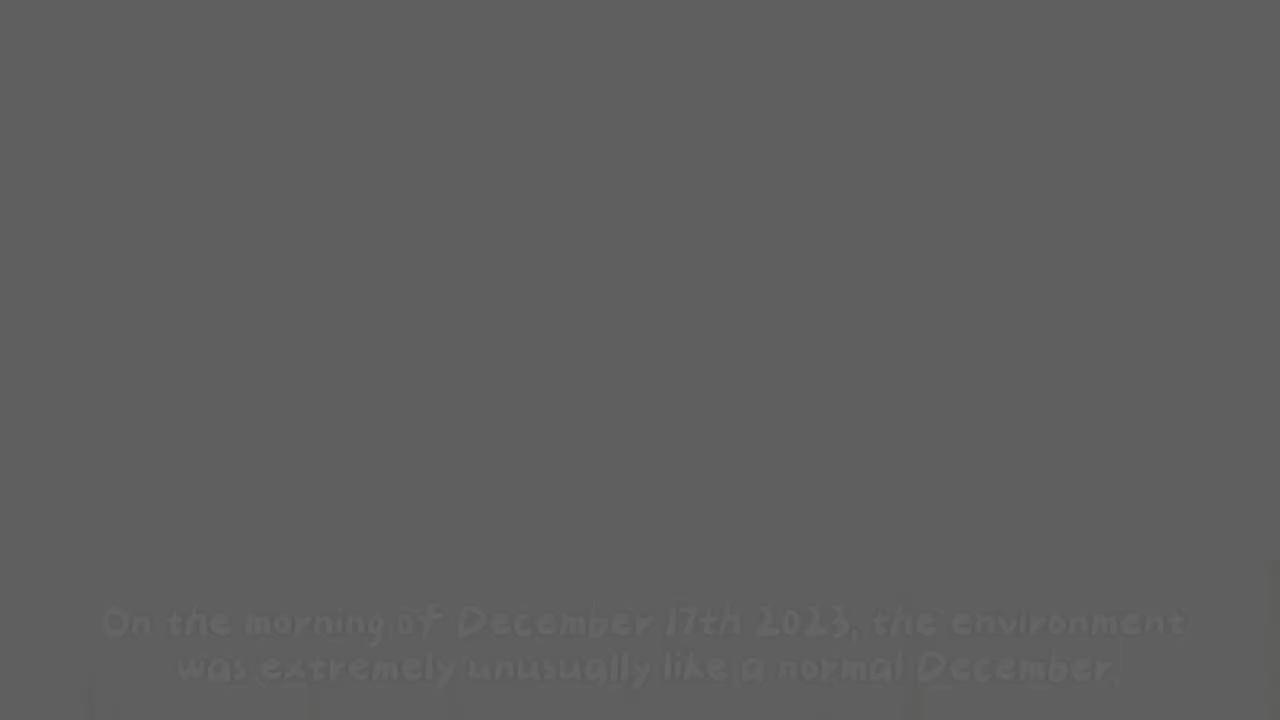 On the morning of December 17th 2023, the environment
was extremely unusually like a normal December.